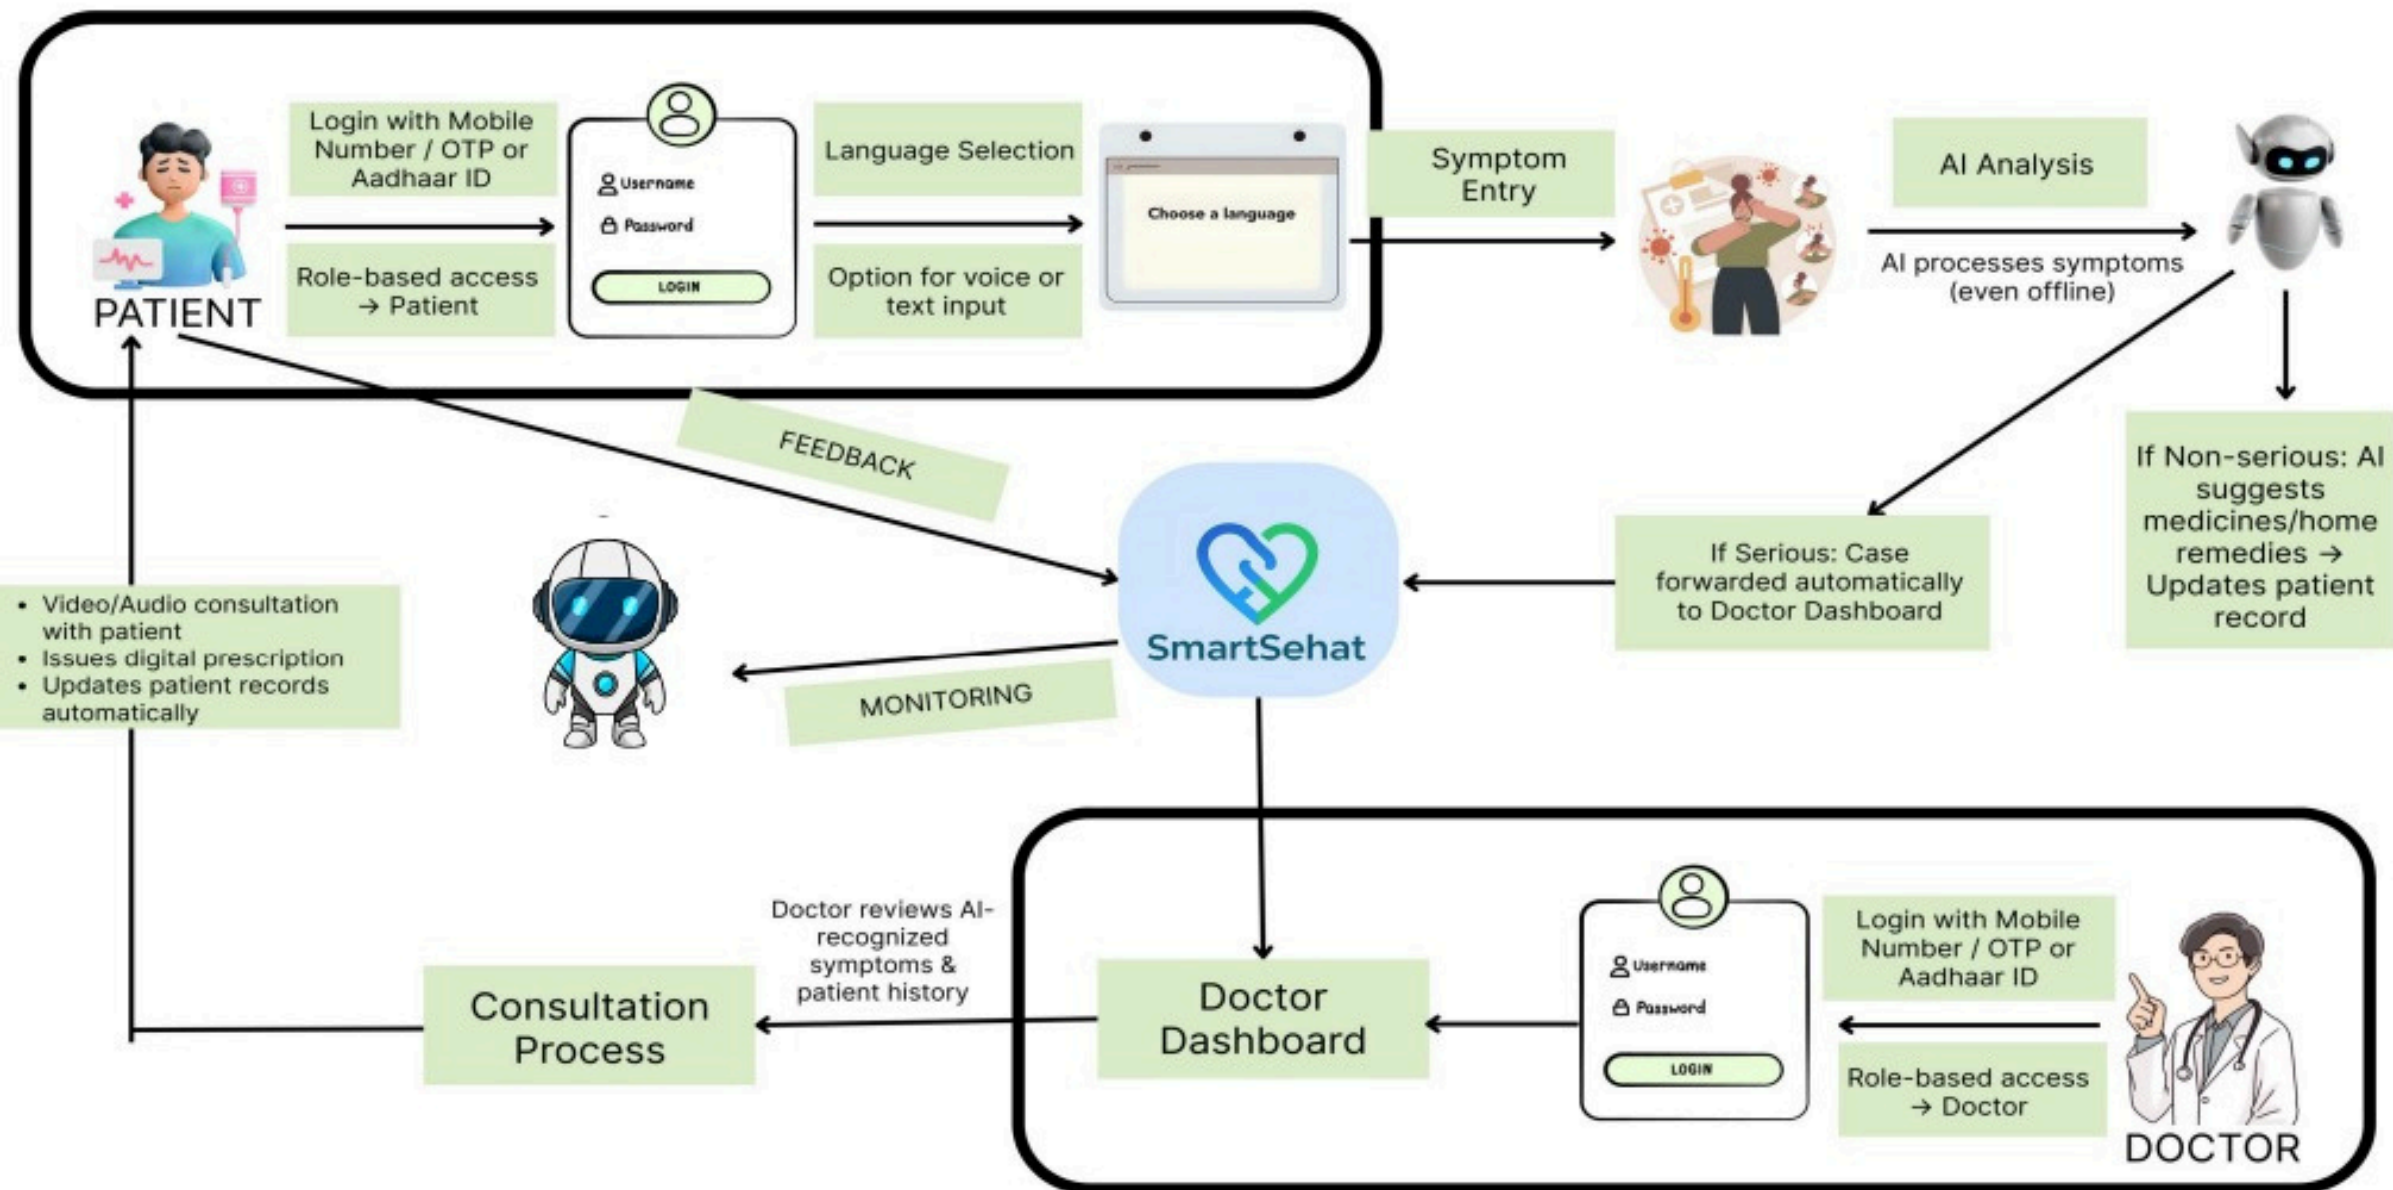 Login with Mobile
Number / OTP or
Aadhaar ID
Role-based access
→ Patient
PATIENT
Username
Password
LOGIN
Language Selection
Option for voice or
text input
Choose a language
Symptom
Entry
AI Analysis
AI processes symptoms
(even offline)
If Non-serious: AI
suggests
medicines/home
remedies →
Updates patient
record
If Serious: Case
forwarded automatically
to Doctor Dashboard
FEEDBACK
SmartSehat
MONITORING
• Video/Audio consultation
with patient
• Issues digital prescription
• Updates patient records
automatically
Doctor reviews AI-
recognized
symptoms &
patient history
Consultation
Process
Doctor
Dashboard
Username
Password
LOGIN
Login with Mobile
Number / OTP or
Aadhaar ID
Role-based access
→ Doctor
DOCTOR